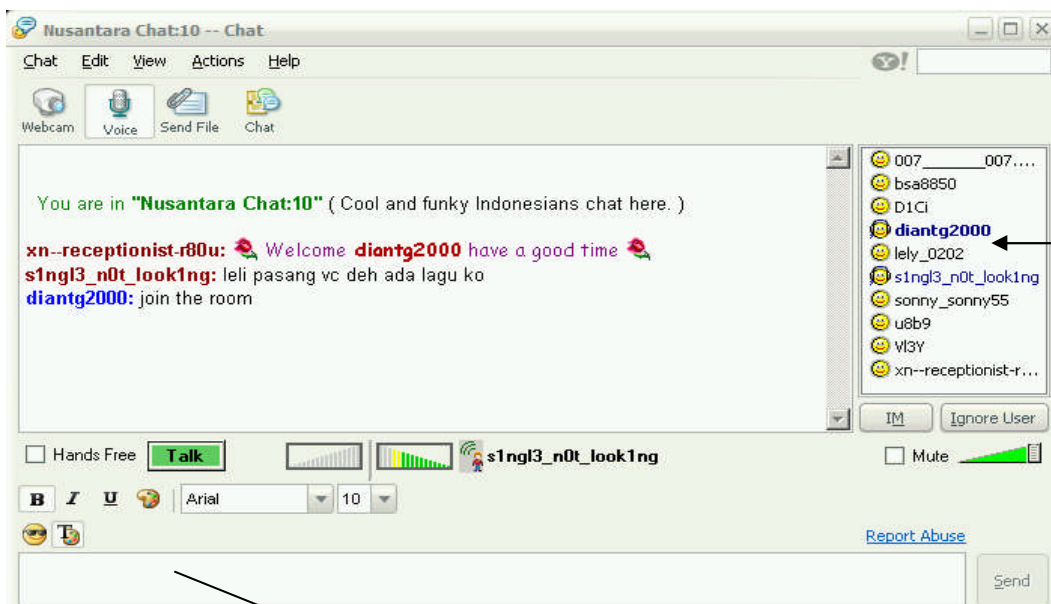 Nusantara Chat:10 -- Chat
Chat Edit View Actions Help
Y!
Webcam Voice Send File Chat
You are in "Nusantara Chat:10" ( Cool and funky Indonesians chat here. )
xn--receptionist-r80u: Welcome diantg2000 have a good time
s1ngl3_n0t_look1ng: leli pasang vc deh ada lagu ko
diantg2000: join the room
007_______007....
bsa8850
D1Ci
diantg2000
lely_0202
s1ngl3_n0t_look1ng
sonny_sonny55
u8b9
Vl3Y
xn--receptionist-r...
IM Ignore User
Hands Free Talk s1ngl3_n0t_look1ng Mute
B I U Arial 10
T Report Abuse
Send